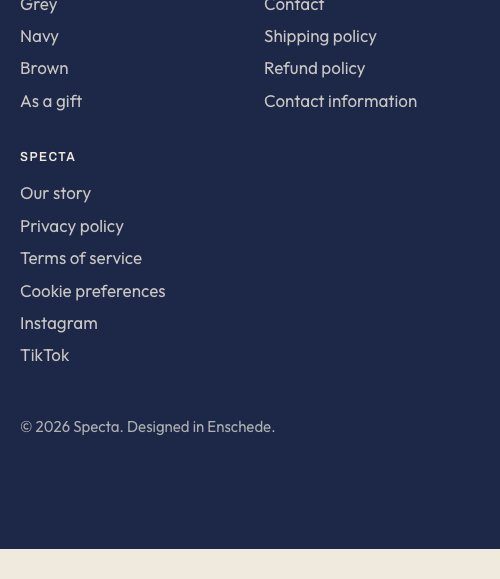 Grey
Navy
Brown
As a gift
Contact
Shipping policy
Refund policy
Contact information
SPECTA
Our story
Privacy policy
Terms of service
Cookie preferences
Instagram
TikTok
© 2026 Specta. Designed in Enschede.